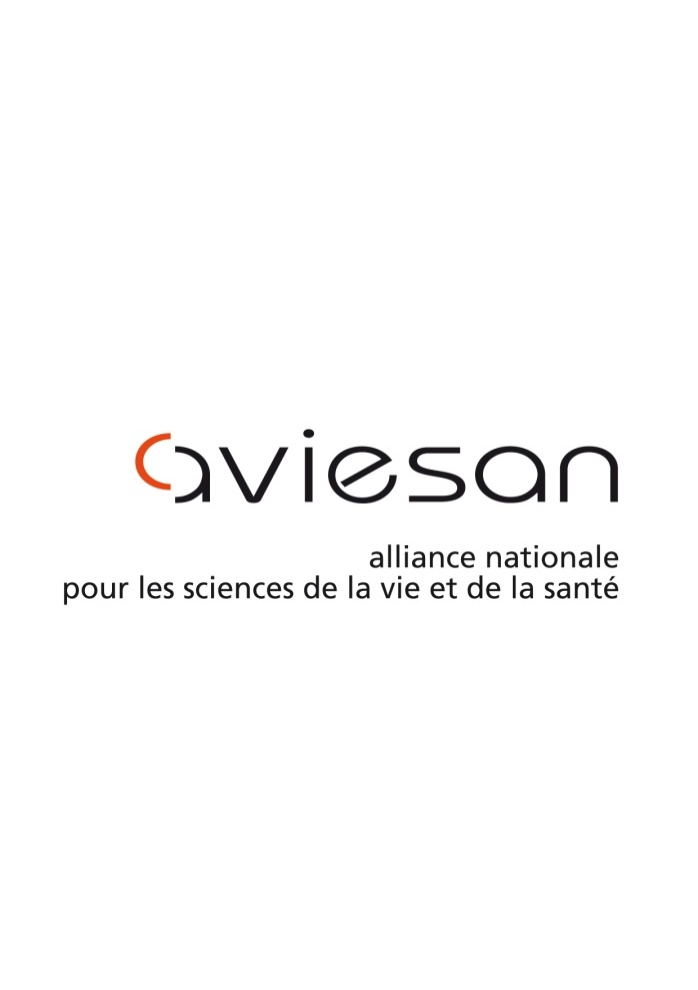 aviesan
alliance nationale
pour les sciences de la vie et de la santé